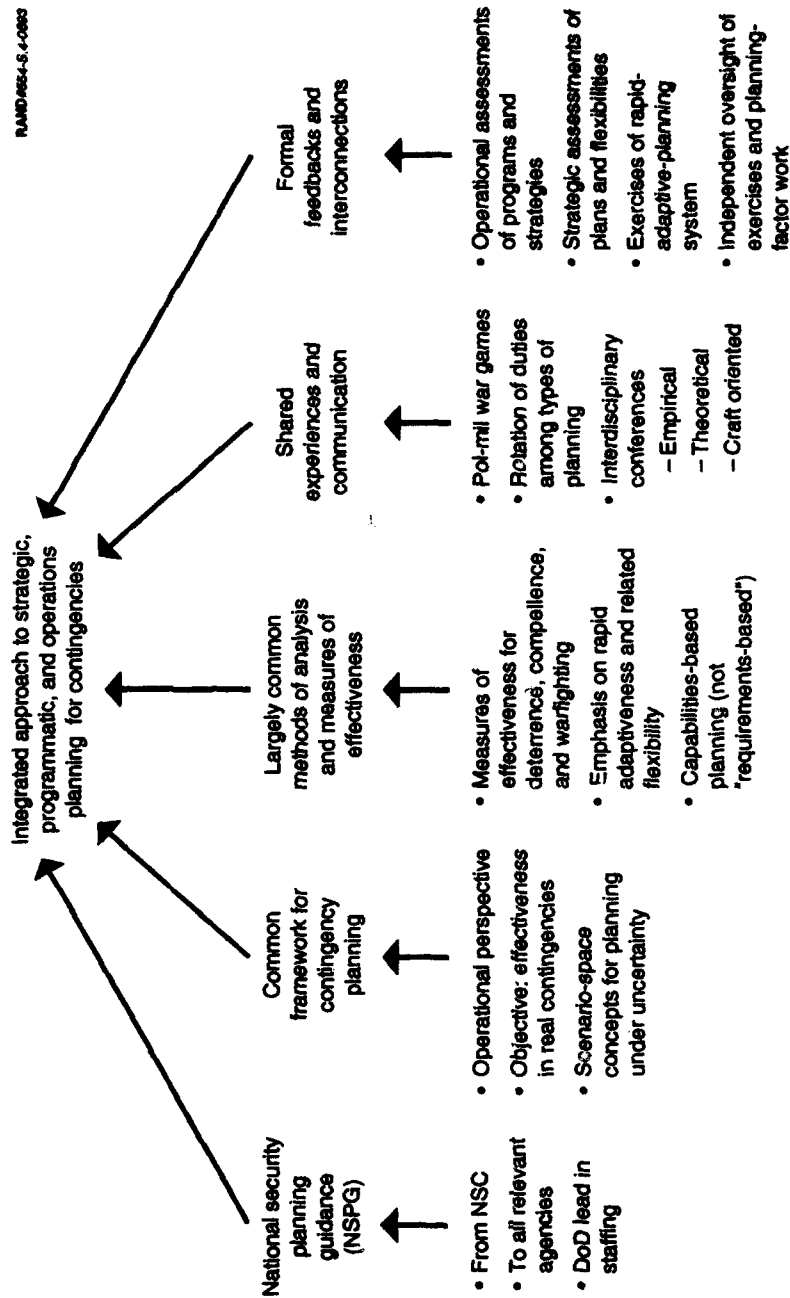 RAND#664-5.4-0893
Integrated approach to strategic,
programmatic, and operations
planning for contingencies
National security
planning
guidance
(NSPG)
• From NSC
• To all relevant
agencies
• DoD lead in
staffing
Common
framework for
contingency
planning
• Operational perspective
• Objective: effectiveness
in real contingencies
• Scenario-space
concepts for planning
under uncertainty
Largely common
methods of analysis
and measures of
effectiveness
• Measures of
effectiveness for
deterrence, compellence,
and warfighting
• Emphasis on rapid
adaptiveness and related
flexibility
• Capabilities-based
planning (not
"requirements-based")
Shared
experiences and
communication
• Pol-mil war games
• Rotation of duties
among types of
planning
• Interdisciplinary
conferences
– Empirical
– Theoretical
– Craft oriented
Formal
feedbacks and
interconnections
• Operational assessments
of programs and
strategies
• Strategic assessments of
plans and flexibilities
• Exercises of rapid-
adaptive-planning
system
• Independent oversight of
exercises and planning-
factor work